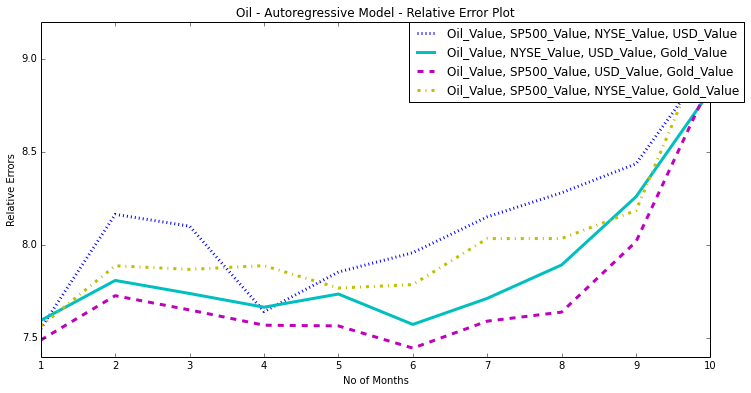 Oil - Autoregressive Model - Relative Error Plot
Oil_Value, SP500_Value, NYSE_Value, USD_Value
Oil_Value, NYSE_Value, USD_Value, Gold_Value
Oil_Value, SP500_Value, USD_Value, Gold_Value
Oil_Value, SP500_Value, NYSE_Value, Gold_Value
Relative Errors
9.0
8.5
8.0
7.5
1 2 3 4 5 6 7 8 9 10
No of Months